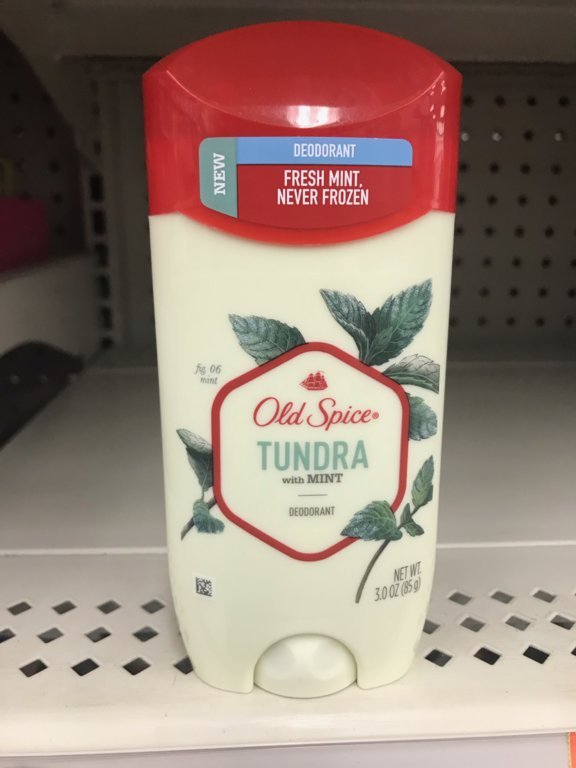 NEW
DEODORANT
FRESH MINT,
NEVER FROZEN
fig. 06
mint
Old Spice®
TUNDRA
with MINT
DEODORANT
NET WT.
3.0 OZ (85 g)